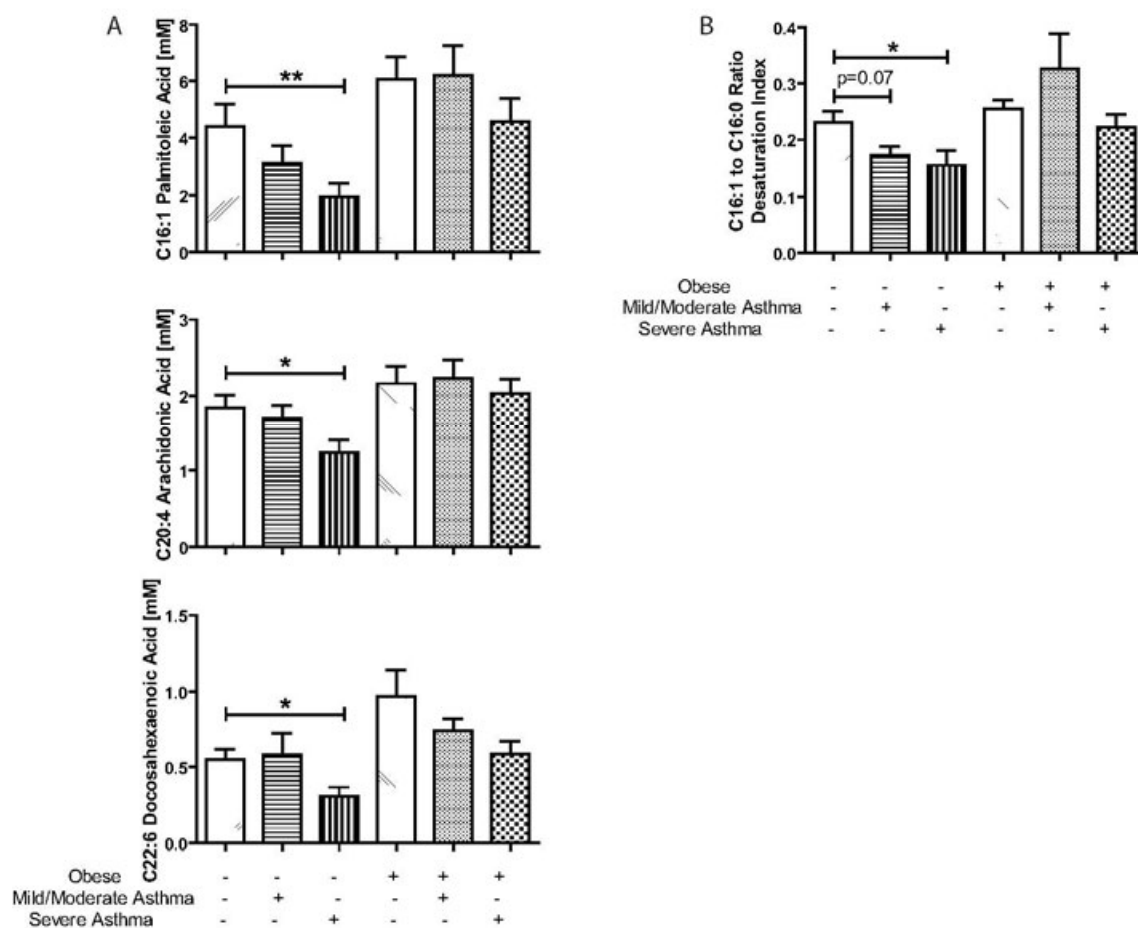 A
C16:1 Palmitoleic Acid [mM]
8
6
4
2
0
**
C20:4 Arachidonic Acid [mM]
3
2
1
0
*
C22:6 Docosahexaenoic Acid [mM]
1.5
1.0
0.5
0.0
*
Obese - - - + + +
Mild/Moderate Asthma - + - - + -
Severe Asthma - - + - - +
B
C16:1 to C16:0 Ratio
Desaturation Index
0.4
0.3
0.2
0.1
0.0
*
p=0.07
Obese - - - + + +
Mild/Moderate Asthma - + - - + -
Severe Asthma - - + - - +